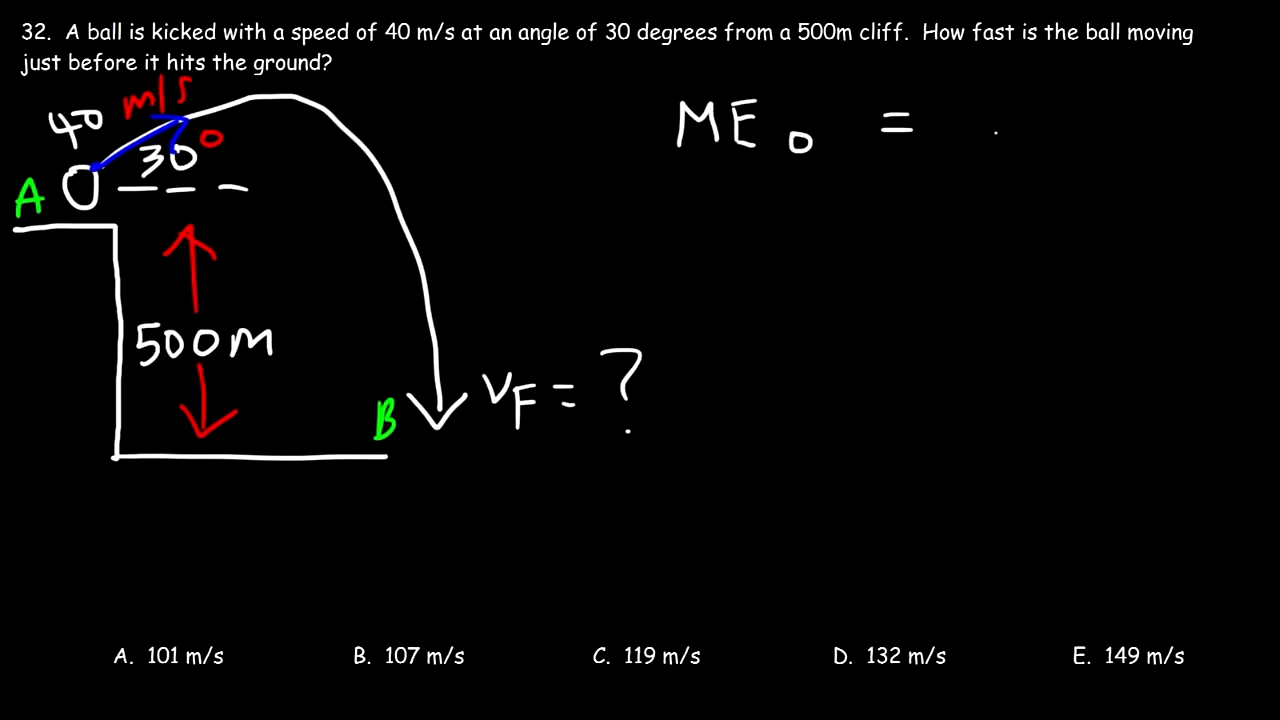 32. A ball is kicked with a speed of 40 m/s at an angle of 30 degrees from a 500m cliff. How fast is the ball moving
just before it hits the ground?
40 m/s
30°
A
ME₀ =
500m
B
VF = ?
A. 101 m/s
B. 107 m/s
C. 119 m/s
D. 132 m/s
E. 149 m/s